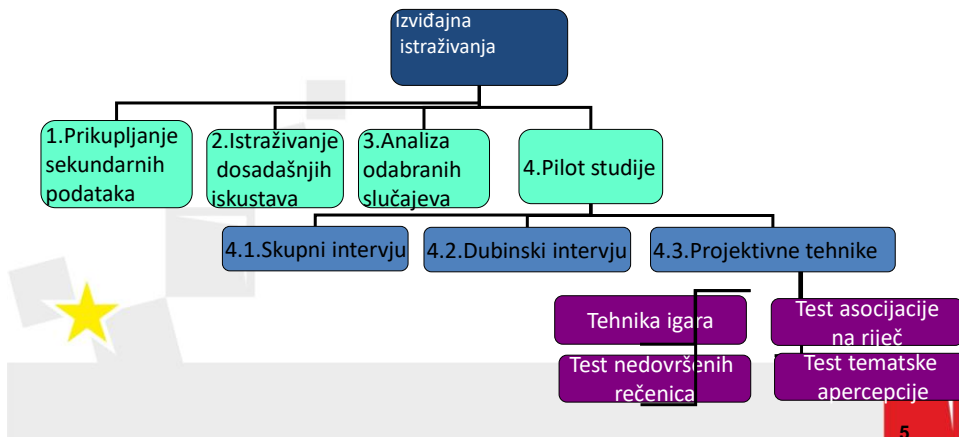 Izviđajna
istraživanja
1.Prikupljanje
sekundarnih
podataka
2.Istraživanje
dosadašnjih
iskustava
3.Analiza
odabranih
slučajeva
4.Pilot studije
4.1.Skupni intervju
4.2.Dubinski intervju
4.3.Projektivne tehnike
Tehnika igara
Test asocijacije
na riječ
Test nedovršenih
rečenica
Test tematske
apercepcije
5